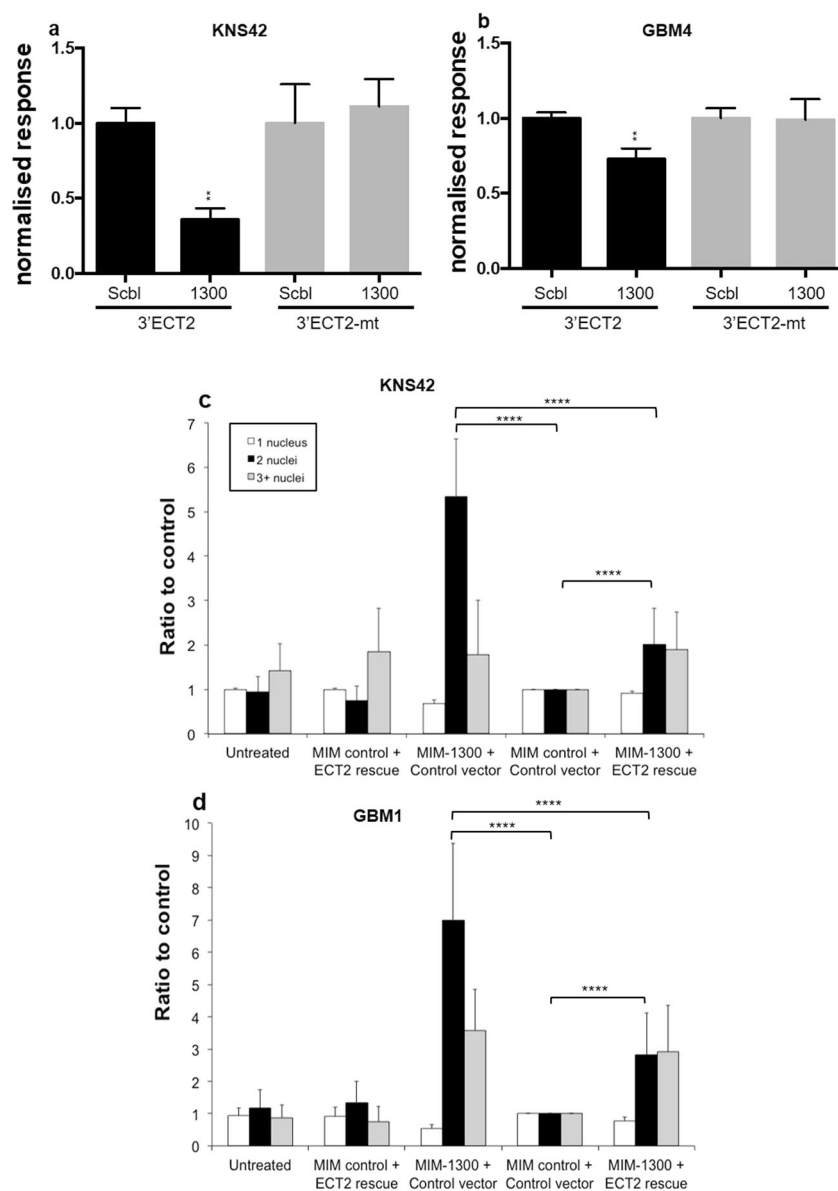 a
KNS42
normalised response
1.5
1.0
0.5
0.0
**
Scbl
1300
Scbl
1300
3'ECT2
3'ECT2-mt
b
GBM4
normalised response
1.5
1.0
0.5
0.0
**
Scbl
1300
Scbl
1300
3'ECT2
3'ECT2-mt
KNS42
c
Ratio to control
7
6
5
4
3
2
1
0
1 nucleus
2 nuclei
3+ nuclei
****
****
****
Untreated
MIM control +
ECT2 rescue
MIM-1300 +
Control vector
MIM control +
Control vector
MIM-1300 +
ECT2 rescue
d
GBM1
Ratio to control
10
9
8
7
6
5
4
3
2
1
0
****
****
****
Untreated
MIM control +
ECT2 rescue
MIM-1300 +
Control vector
MIM control +
Control vector
MIM-1300 +
ECT2 rescue